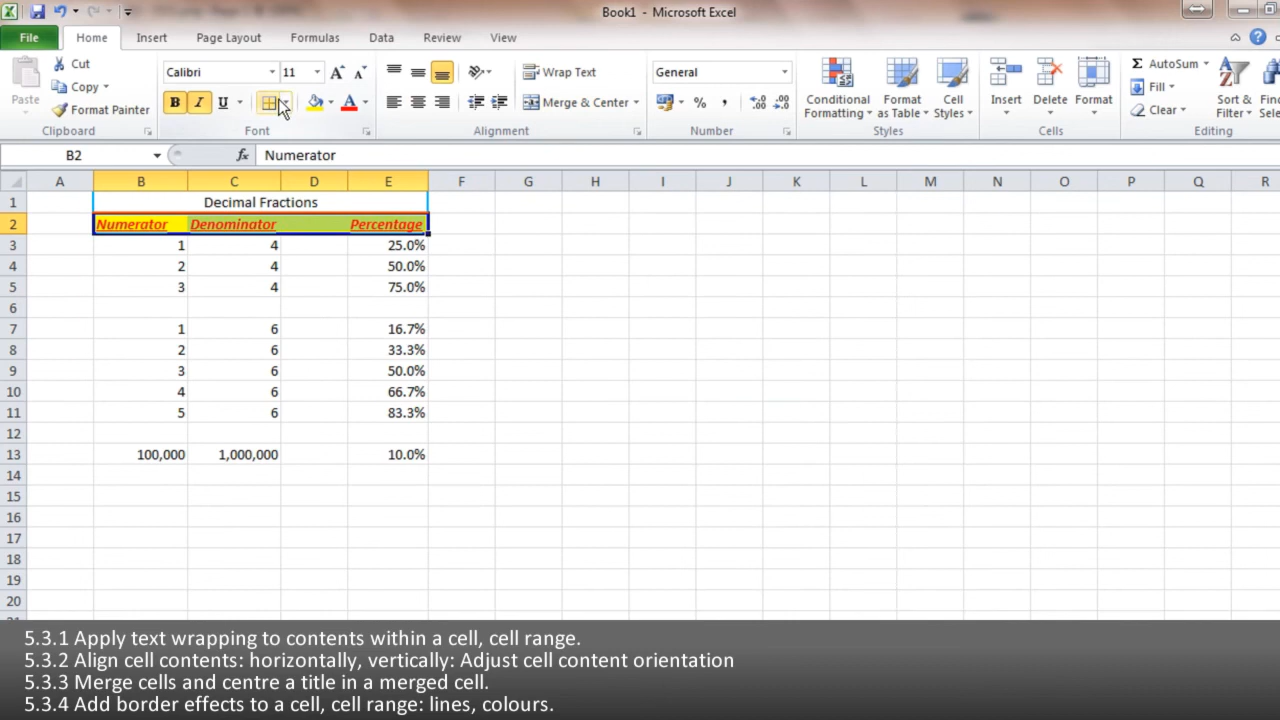 Book1 - Microsoft Excel
File Home Insert Page Layout Formulas Data Review View
Cut
Copy
Format Painter
Paste
Clipboard
Calibri 11
B I U A
Font
Wrap Text
Merge & Center
Alignment
General
% ,
Number
Conditional Formatting
Format as Table
Cell Styles
Styles
Insert Delete Format
Cells
Σ AutoSum
Fill
Clear
Sort & Filter
Editing
B2 fx Numerator
A B C D E F G H I J K L M N O P Q R
1 Decimal Fractions
2 Numerator Denominator Percentage
3 1 4 25.0%
4 2 4 50.0%
5 3 4 75.0%
6
7 1 6 16.7%
8 2 6 33.3%
9 3 6 50.0%
10 4 6 66.7%
11 5 6 83.3%
12
13 100,000 1,000,000 10.0%
14
15
16
17
18
19
20
5.3.1 Apply text wrapping to contents within a cell, cell range.
5.3.2 Align cell contents: horizontally, vertically: Adjust cell content orientation
5.3.3 Merge cells and centre a title in a merged cell.
5.3.4 Add border effects to a cell, cell range: lines, colours.